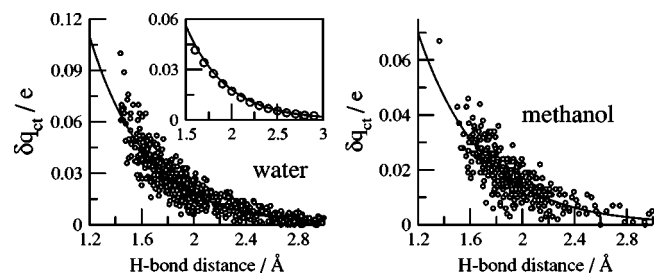 0.12
0.09
0.06
0.03
0
δq_ct / e
1.2 1.6 2 2.4 2.8
H-bond distance / Å
water
0.06
0.03
0
1.5 2 2.5 3
0.06
0.04
0.02
0
δq_ct / e
1.2 1.6 2 2.4 2.8
H-bond distance / Å
methanol